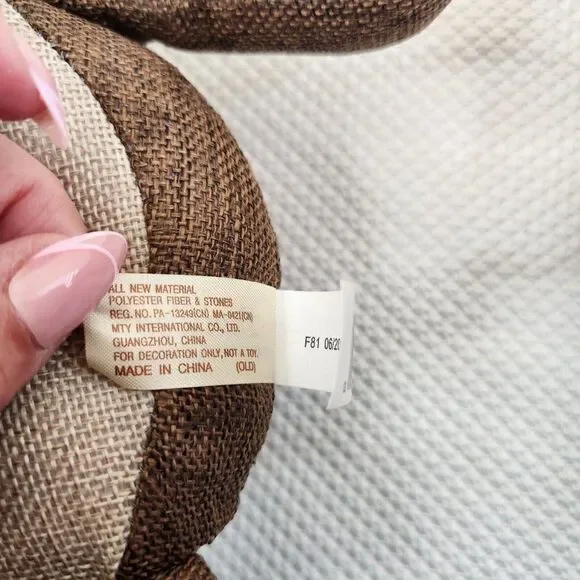 ALL NEW MATERIAL
POLYESTER FIBER & STONES
REG. NO. PA-13249(CN) MA-0421(CN)
MTY INTERNATIONAL CO., LTD.
GUANGZHOU, CHINA
FOR DECORATION ONLY, NOT A TOY.
MADE IN CHINA (OLD)
F81 06/20